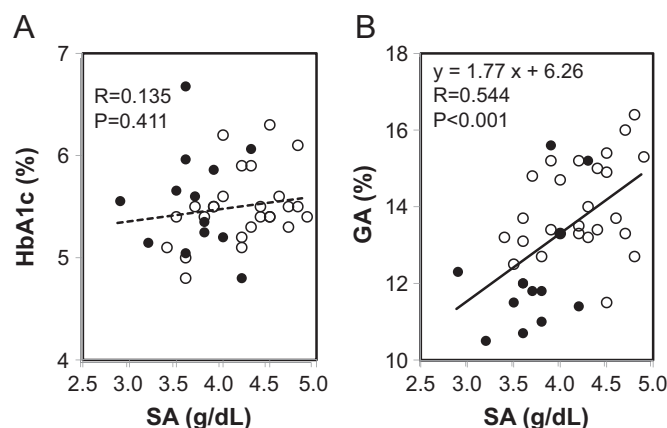 A
HbA1c (%)
7
6
5
4
R=0.135
P=0.411
2.5 3.0 3.5 4.0 4.5 5.0
SA (g/dL)
B
GA (%)
18
16
14
12
10
y = 1.77 x + 6.26
R=0.544
P<0.001
2.5 3.0 3.5 4.0 4.5 5.0
SA (g/dL)